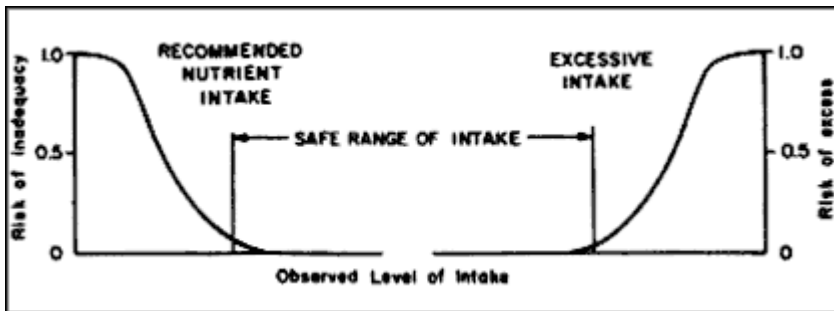 1.0
RECOMMENDED
NUTRIENT
INTAKE
EXCESSIVE
INTAKE
1.0
Risk of inadequacy
0.5
SAFE RANGE OF INTAKE
0.5
Risk of excess
0
0
Observed Level of Intake